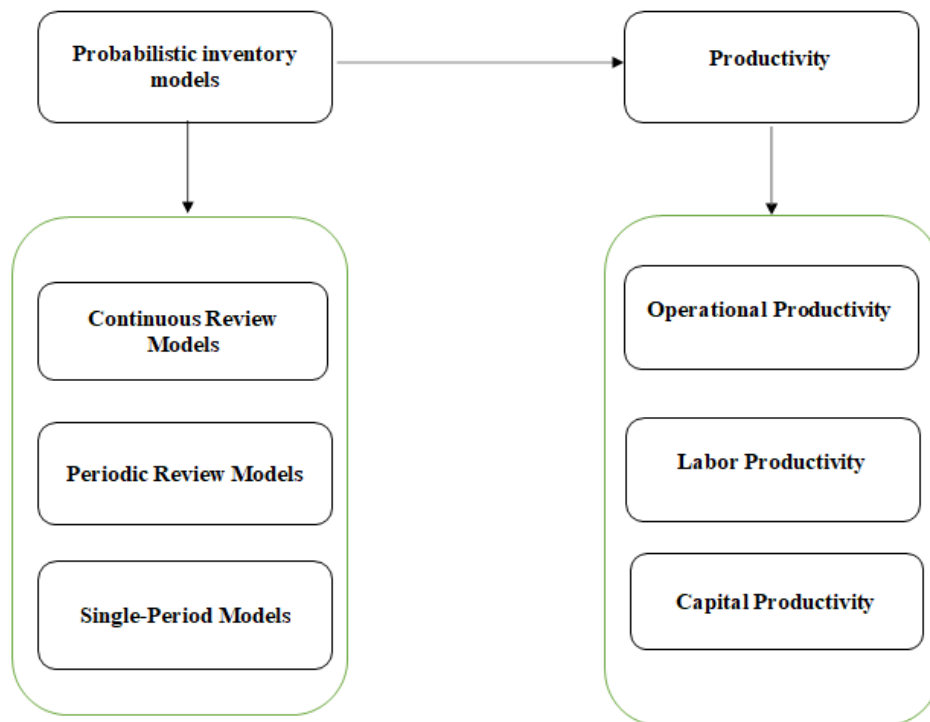 Probabilistic inventory
models
Productivity
Continuous Review
Models
Periodic Review Models
Single-Period Models
Operational Productivity
Labor Productivity
Capital Productivity